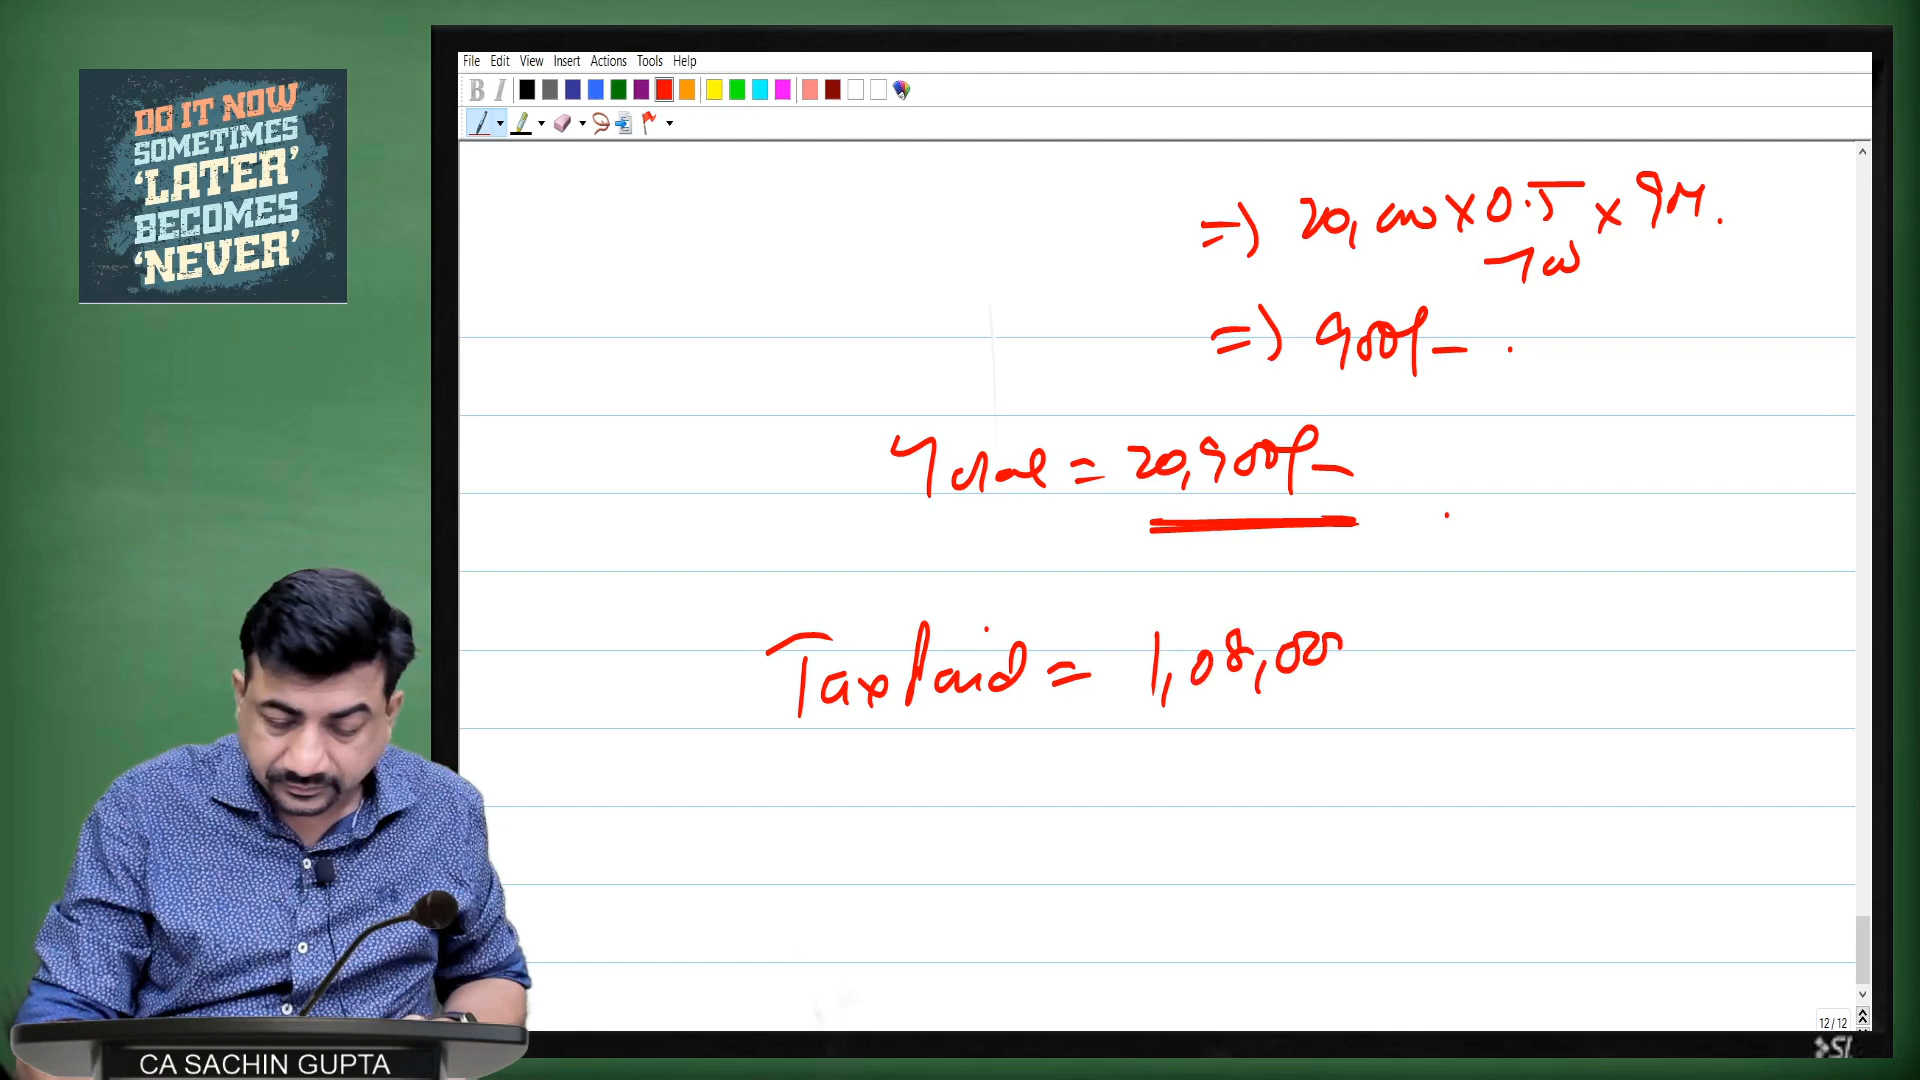 DO IT NOW
SOMETIMES
'LATER'
BECOMES
'NEVER'
File Edit View Insert Actions Tools Help
B I
=) 20,000 x 0.5 x 9M.
100
=) 900/-
Total = 20,900/-
Tax Paid = 1,08,000
12 / 12
CA SACHIN GUPTA